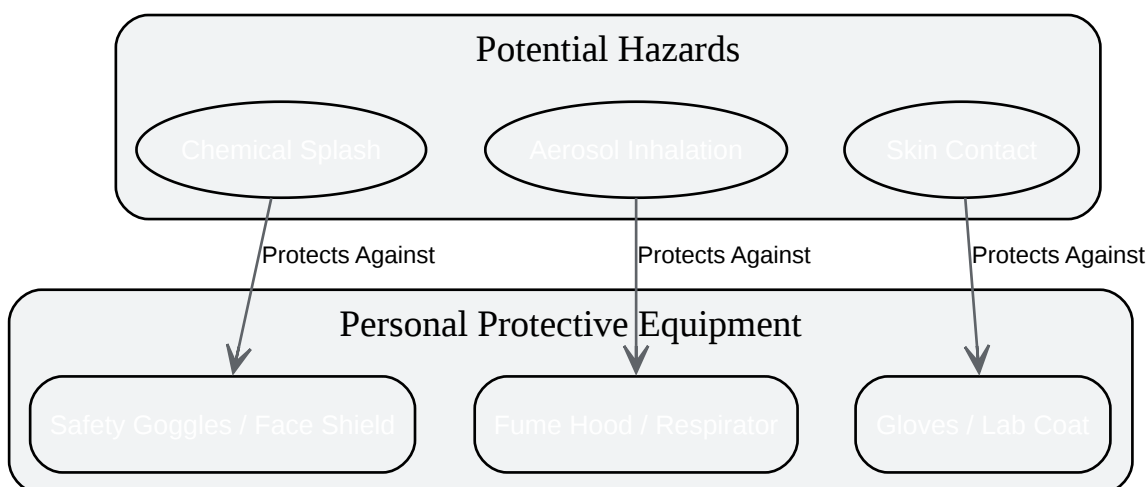 Potential Hazards
Chemical Splash
Aerosol Inhalation
Skin Contact
Protects Against
Protects Against
Protects Against
Personal Protective Equipment
Safety Goggles / Face Shield
Fume Hood / Respirator
Gloves / Lab Coat